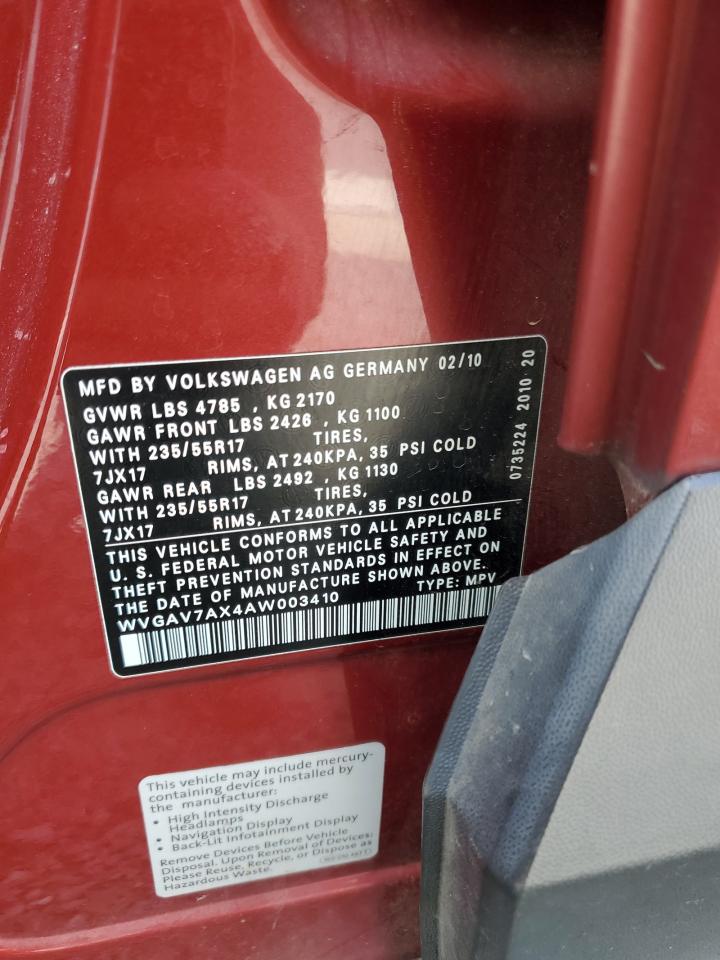 MFD BY VOLKSWAGEN AG GERMANY 02/10
GVWR LBS 4785 , KG 2170
GAWR FRONT LBS 2426 , KG 1100
WITH 235/55R17 TIRES,
7JX17 RIMS, AT 240KPA, 35 PSI COLD
GAWR REAR LBS 2492 , KG 1130
WITH 235/55R17 TIRES,
7JX17 RIMS, AT 240KPA, 35 PSI COLD
THIS VEHICLE CONFORMS TO ALL APPLICABLE
U. S. FEDERAL MOTOR VEHICLE SAFETY AND
THEFT PREVENTION STANDARDS IN EFFECT ON
THE DATE OF MANUFACTURE SHOWN ABOVE.
WVGAV7AX4AW003410 TYPE: MPV
0735224 2010 20
This vehicle may include mercury-
containing devices installed by
the manufacturer:
• High Intensity Discharge
Headlamps
• Navigation Display
• Back-Lit Infotainment Display
Remove Devices Before Vehicle
Disposal. Upon Removal of Devices:
Please Reuse, Recycle, or Dispose as
Hazardous Waste.